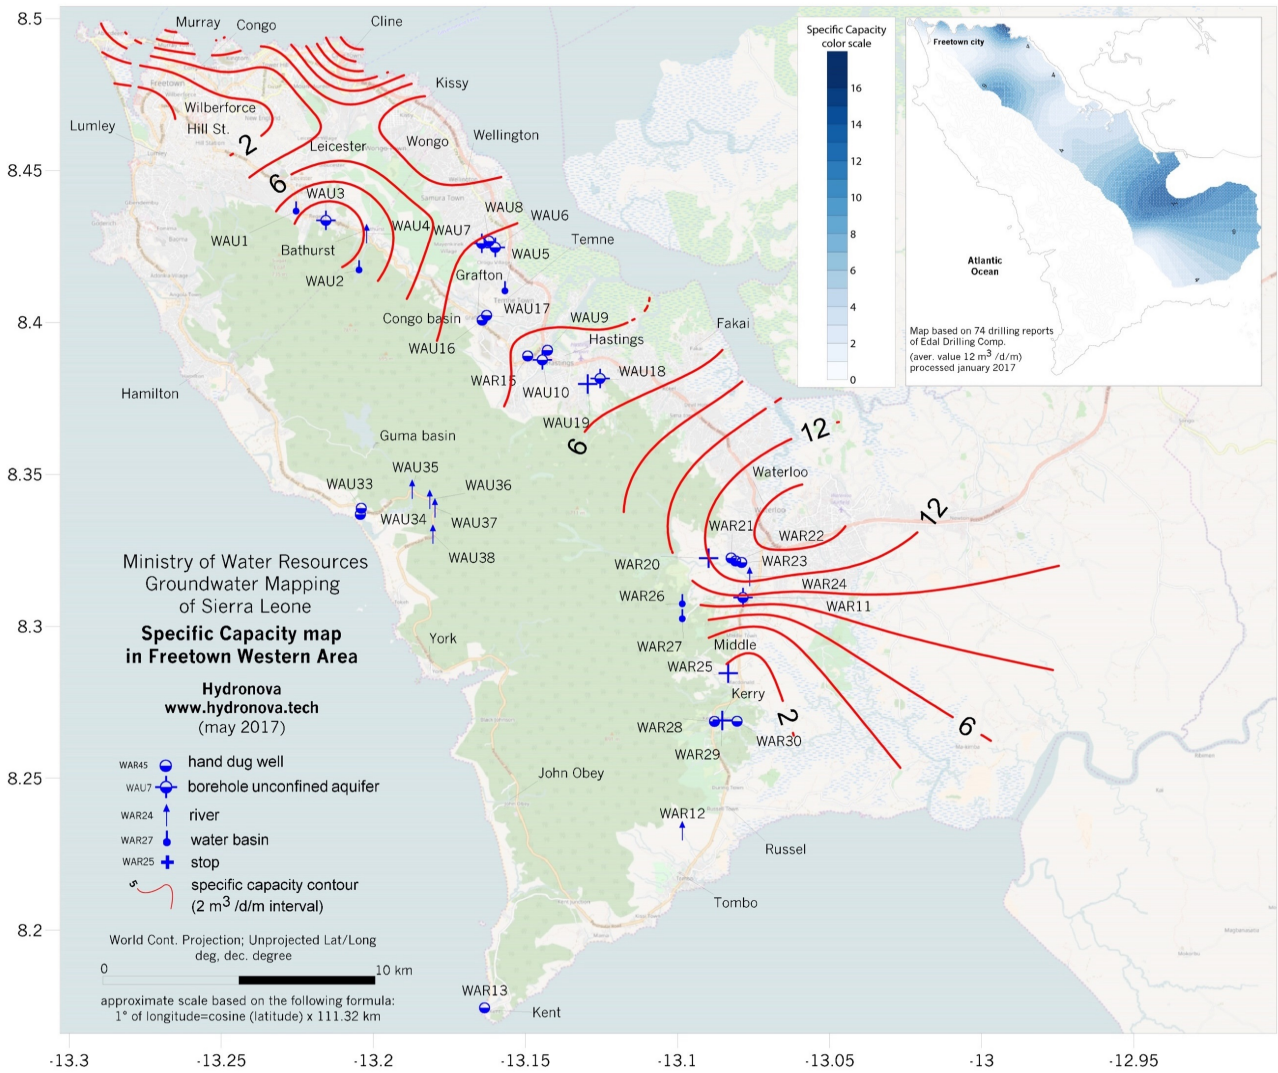 8.5
8.45
8.4
8.35
8.3
8.25
8.2
-13.3
-13.25
-13.2
-13.15
-13.1
-13.05
-13
-12.95
Murray
Congo
Cline
Kissy
Wilberforce
Hill St.
Lumley
Leicester
Wongo
Wellington
2
6
WAU3
WAU1
Bathurst
WAU2
WAU4
WAU7
WAU8
WAU6
WAU5
Temne
Grafton
WAU17
Congo basin
WAU16
WAU9
Hastings
Fakai
WAR15
WAU10
WAU18
WAU19
6
Hamilton
Guma basin
WAU35
WAU33
WAU36
WAU34
WAU37
WAU38
12
Waterloo
12
WAR21
WAU22
WAR20
WAR23
WAR24
WAR26
WAR11
WAR27
Middle
WAR25
Kerry
2
6
WAR28
WAR30
WAR29
York
John Obey
WAR12
Russel
Tombo
WAR13
Kent
Ministry of Water Resources
Groundwater Mapping
of Sierra Leone
Specific Capacity map
in Freetown Western Area
Hydronova
www.hydronova.tech
(may 2017)
WAR45 hand dug well
WAU7 borehole unconfined aquifer
WAR24 river
WAR27 water basin
WAR25 stop
5 specific capacity contour
(2 m3 /d/m interval)
World Cont. Projection; Unprojected Lat/Long
deg, dec. degree
0 10 km
approximate scale based on the following formula:
1° of longitude=cosine (latitude) x 111.32 km
Specific Capacity
color scale
16
14
12
10
8
6
4
2
0
Freetown city
Atlantic
Ocean
Map based on 74 drilling reports
of Edal Drilling Comp.
(aver. value 12 m3 /d/m)
processed january 2017